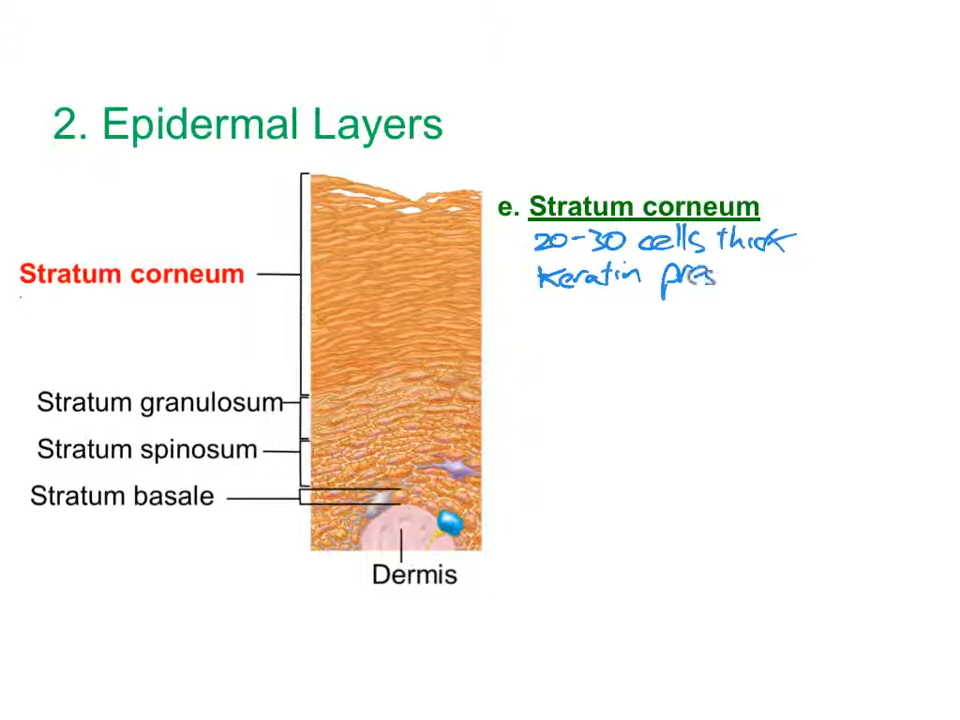 2. Epidermal Layers
e. Stratum corneum
20-30 cells thick
Keratin pres
Stratum corneum
Stratum granulosum
Stratum spinosum
Stratum basale
Dermis